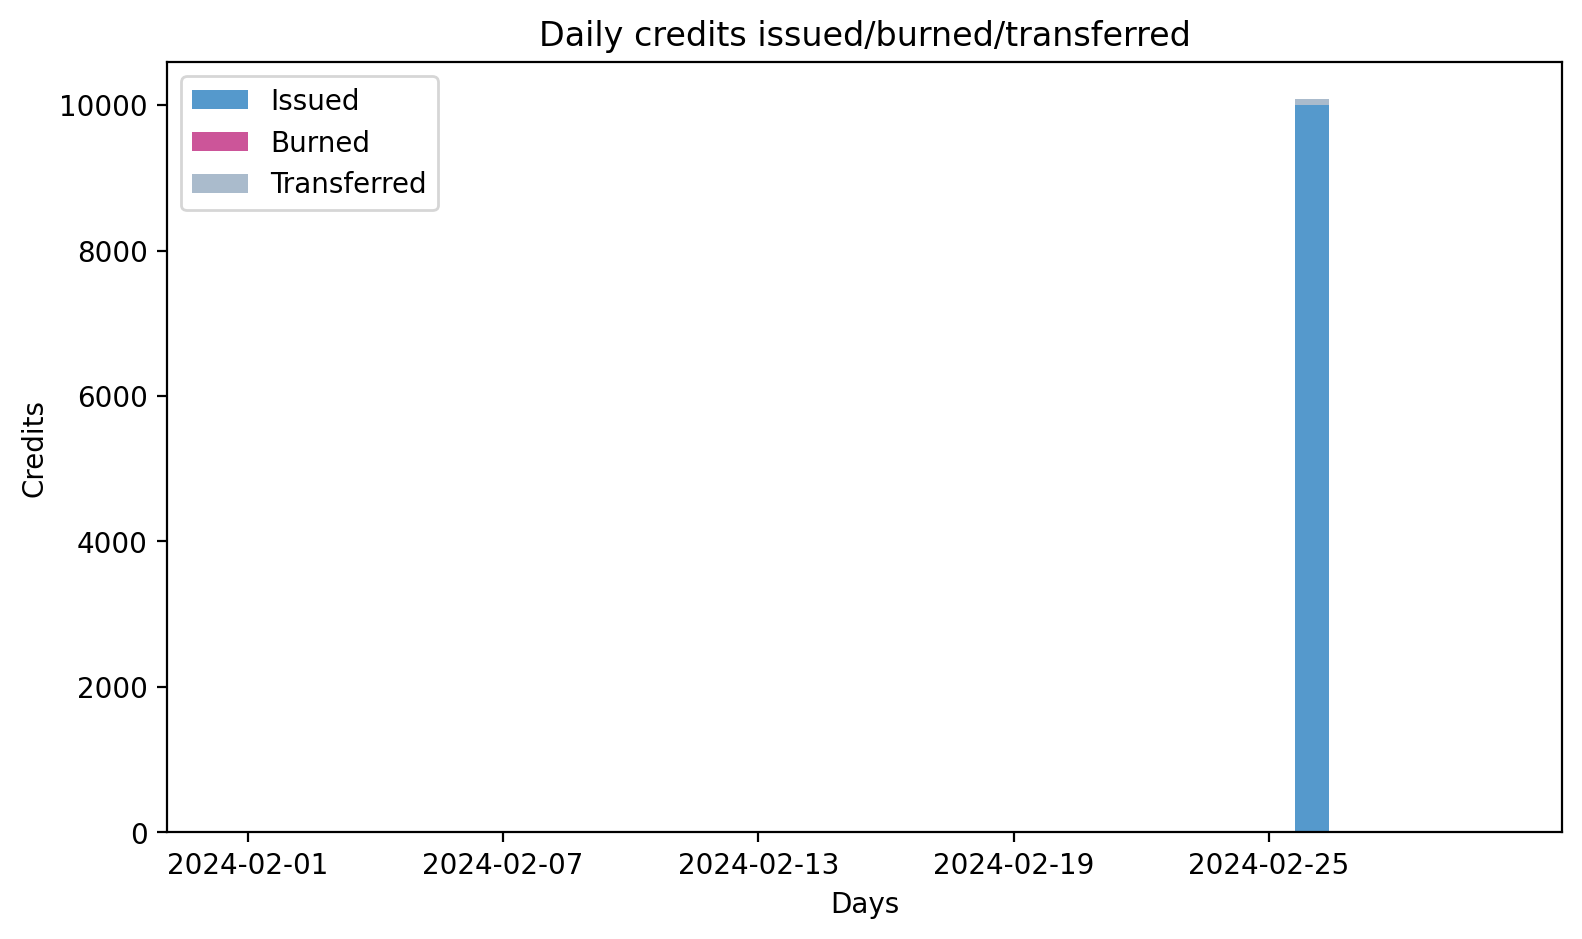 Daily credits issued/burned/transferred
Issued
Burned
Transferred
10000
8000
6000
4000
2000
0
Credits
2024-02-01 2024-02-07 2024-02-13 2024-02-19 2024-02-25
Days